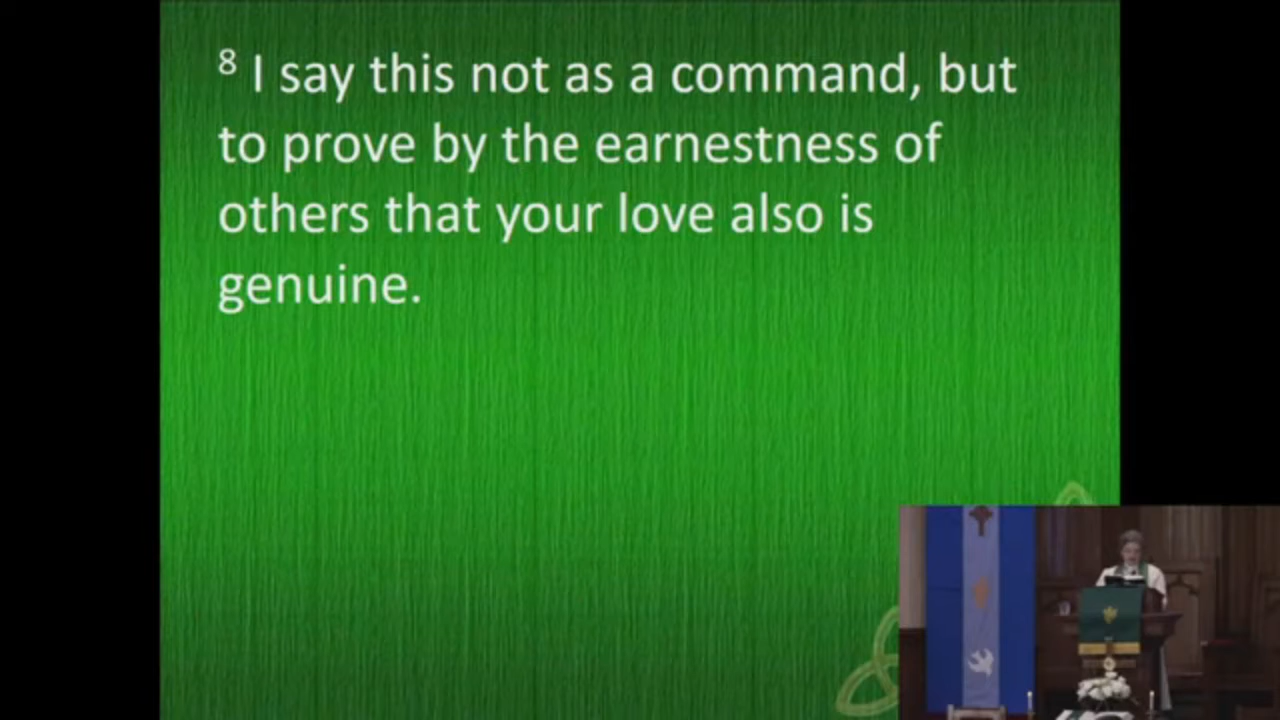 8 I say this not as a command, but
to prove by the earnestness of
others that your love also is
genuine.